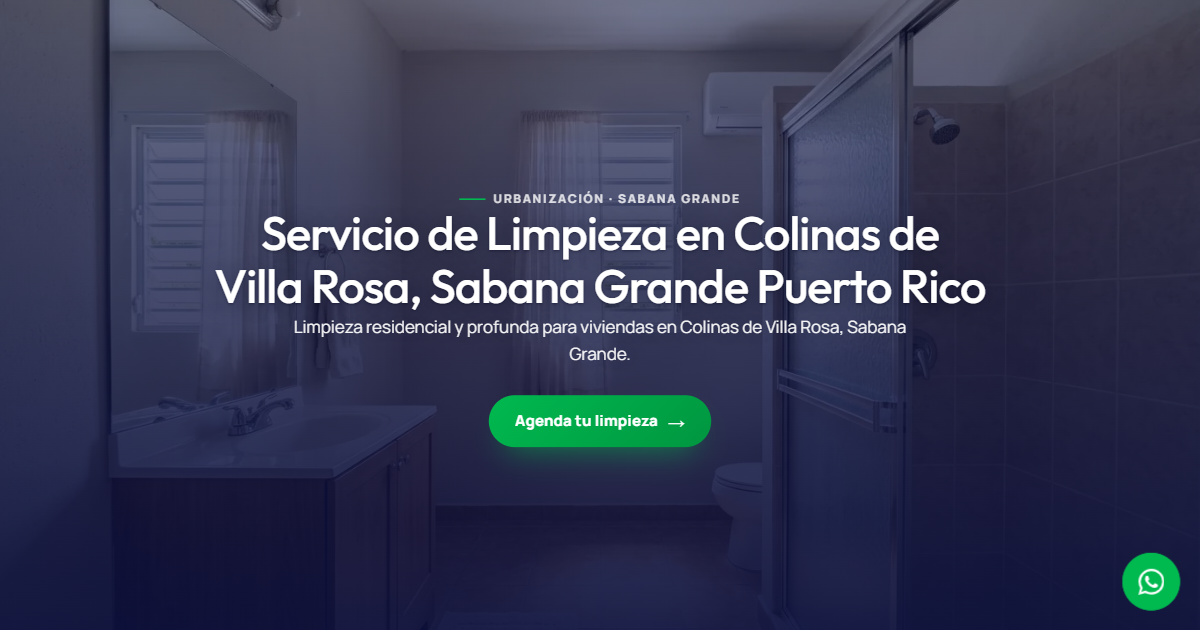 URBANIZACIÓN · SABANA GRANDE
Servicio de Limpieza en Colinas de
Villa Rosa, Sabana Grande Puerto Rico
Limpieza residencial y profunda para viviendas en Colinas de Villa Rosa, Sabana
Grande.
Agenda tu limpieza →